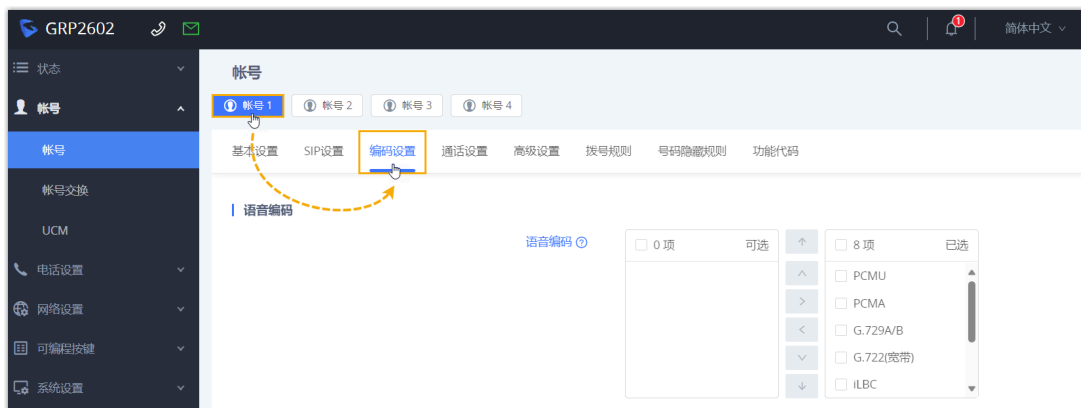 GRP2602
1
简体中文
状态
帐号
帐号
帐号交换
UCM
电话设置
网络设置
可编程按键
系统设置
帐号
帐号 1
帐号 2
帐号 3
帐号 4
基本设置
SIP设置
编码设置
通话设置
高级设置
拨号规则
号码隐藏规则
功能代码
语音编码
语音编码
0 项
可选
8 项
已选
PCMU
PCMA
G.729A/B
G.722(宽带)
iLBC